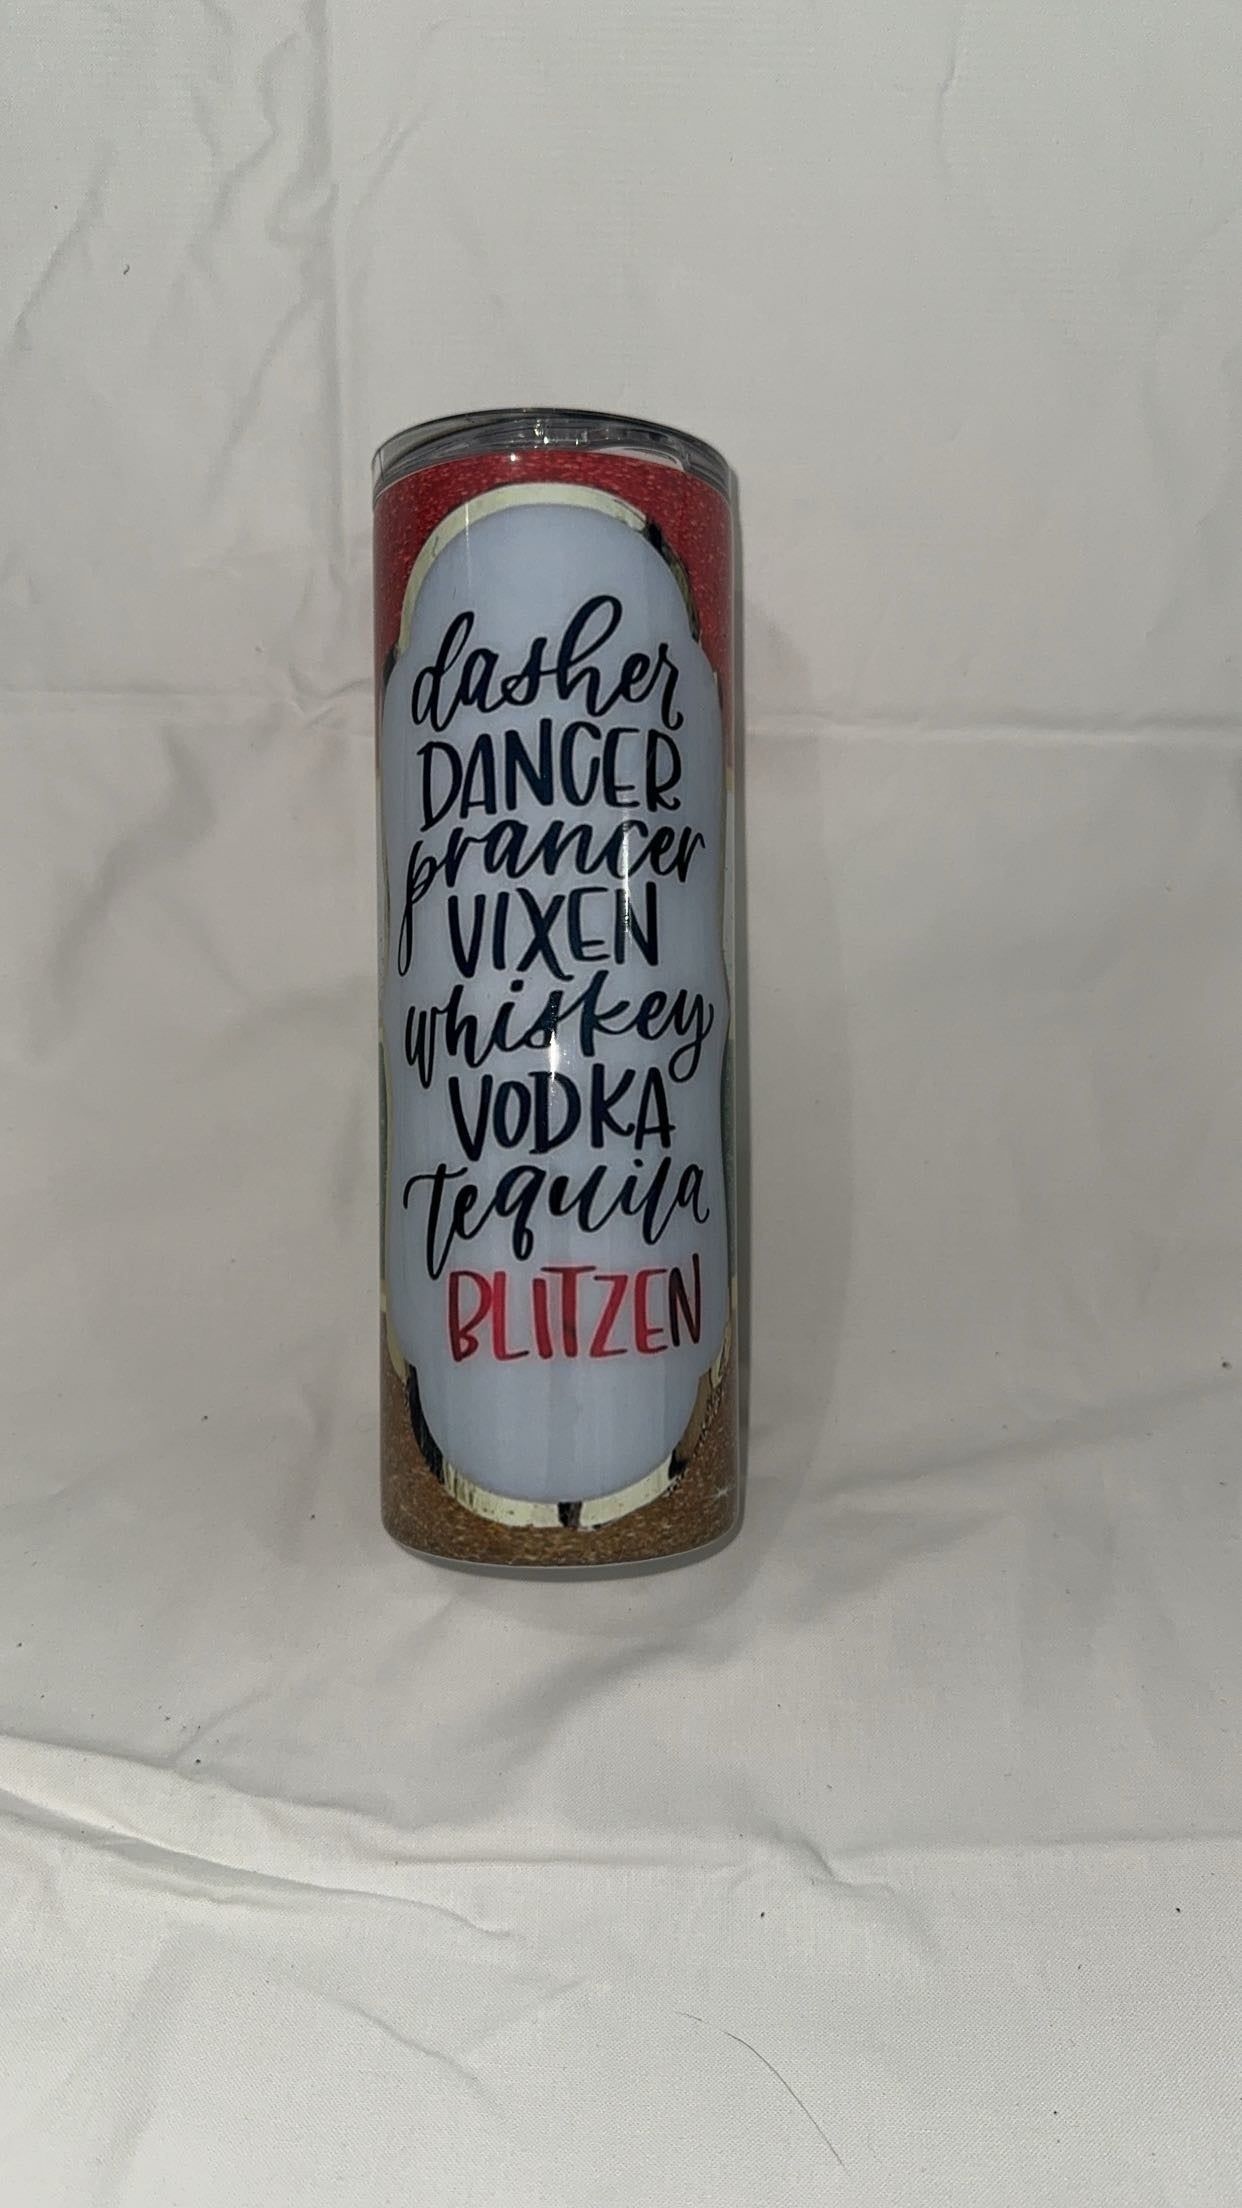 dasher
DANCER
prancer
VIXEN
whiskey
VODKA
tequila
BLITZEN